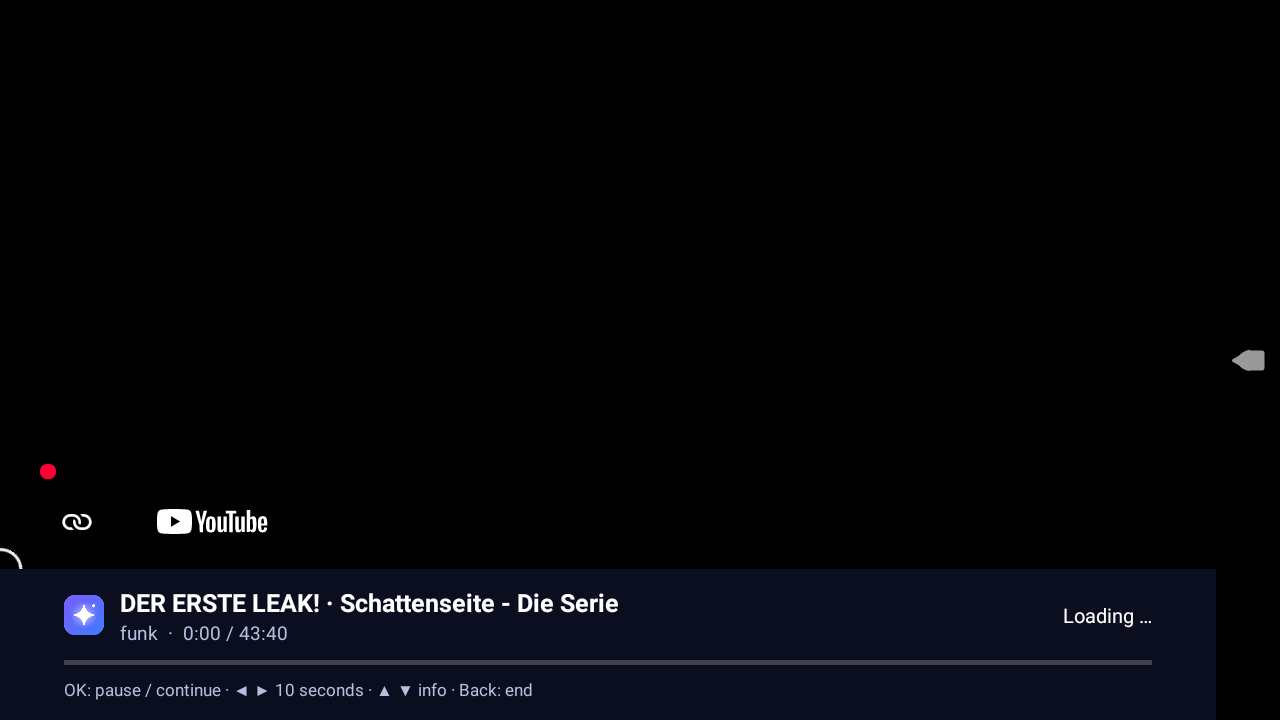 YouTube
DER ERSTE LEAK! · Schattenseite - Die Serie
funk · 0:00 / 43:40
Loading …
OK: pause / continue · ◄ ► 10 seconds · ▲ ▼ info · Back: end